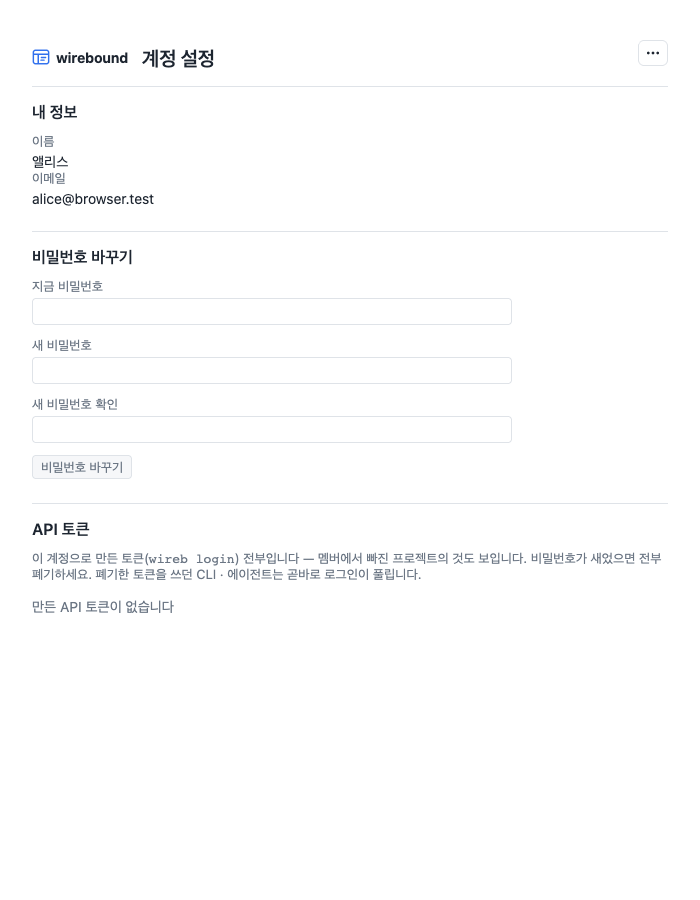 wirebound 계정 설정
내 정보
이름
앨리스
이메일
alice@browser.test
비밀번호 바꾸기
지금 비밀번호
새 비밀번호
새 비밀번호 확인
비밀번호 바꾸기
API 토큰
이 계정으로 만든 토큰(wireb login) 전부입니다 — 멤버에서 빠진 프로젝트의 것도 보입니다. 비밀번호가 새었으면 전부
폐기하세요. 폐기한 토큰을 쓰던 CLI · 에이전트는 곧바로 로그인이 풀립니다.
만든 API 토큰이 없습니다